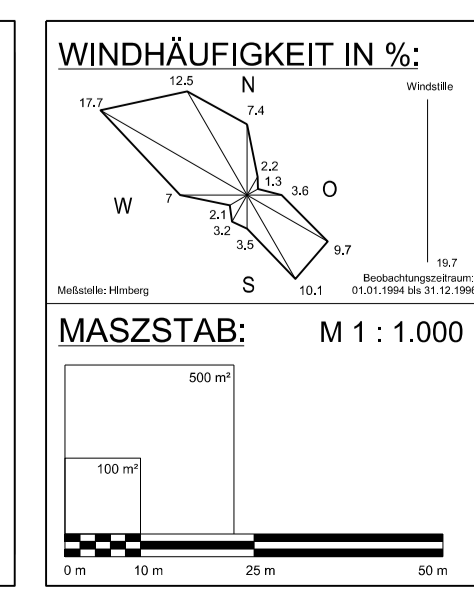 WINDHÄUFIGKEIT IN %:
12.5
N
Windstille
17.7
7.4
2.2
1.3
3.6
O
W
7
2.1
3.2
3.5
9.7
19.7
S
10.1
Meßstelle: HImberg
Beobachtungszeitraum:
01.01.1994 bIs 31.12.1996
MASZSTAB:
M 1 : 1.000
500 m²
100 m²
0 m
10 m
25 m
50 m